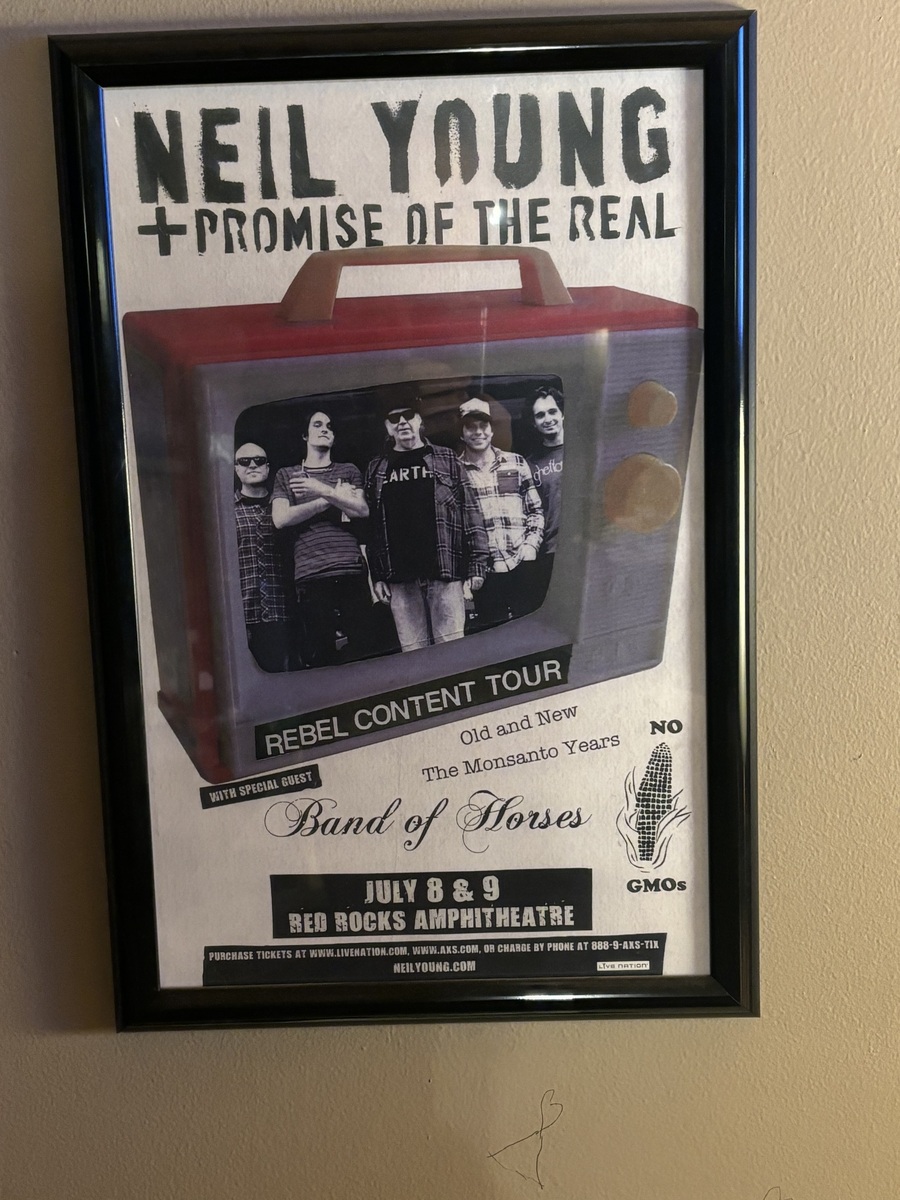 NEIL YOUNG
+PROMISE OF THE REAL
EARTH
ghetto
REBEL CONTENT TOUR
Old and New
The Monsanto Years
NO
GMOs
WITH SPECIAL GUEST
Band of Horses
JULY 8 & 9
RED ROCKS AMPHITHEATRE
PURCHASE TICKETS AT WWW.LIVENATION.COM, WWW.AXS.COM, OR CHARGE BY PHONE AT 888-9-AXS-TIX
NEILYOUNG.COM
LIVE NATION